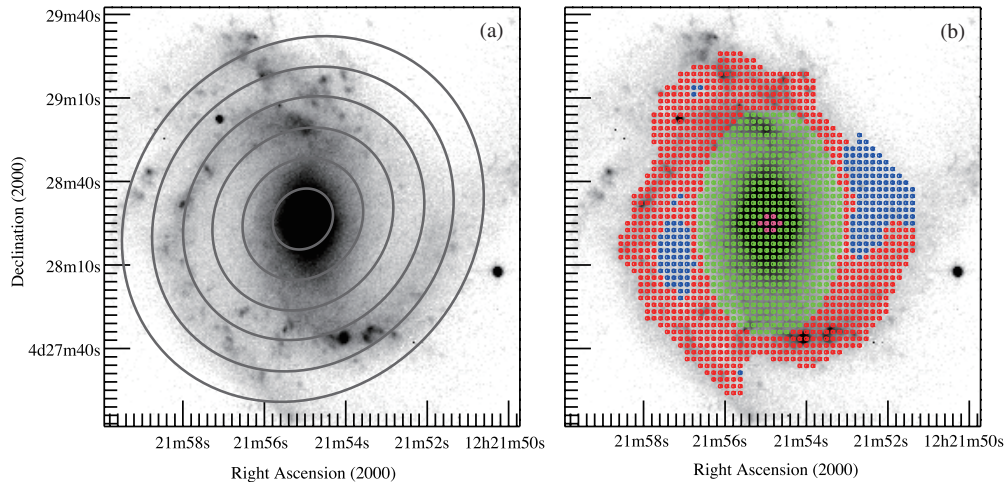 (a)
29m40s
29m10s
28m40s
28m10s
4d27m40s
Declination (2000)
21m58s
21m56s
21m54s
21m52s
12h21m50s
Right Ascension (2000)
(b)
21m58s
21m56s
21m54s
21m52s
12h21m50s
Right Ascension (2000)